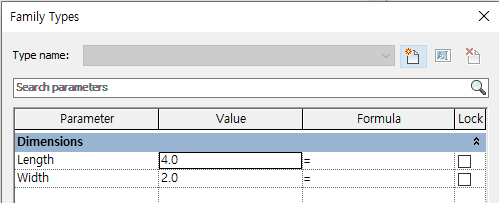 Family Types
Type name:
Search parameters
Parameter Value Formula Lock
Dimensions
Length 4.0 =
Width 2.0 =